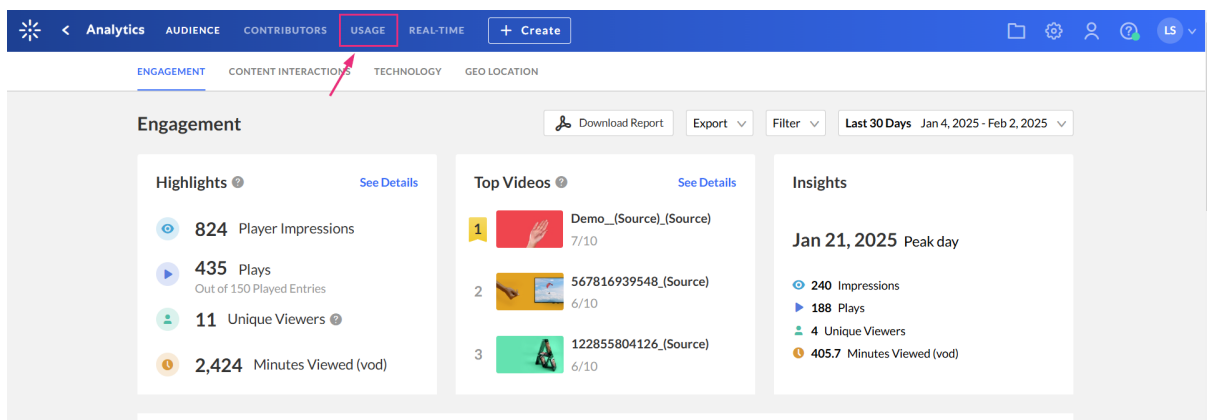 Analytics AUDIENCE CONTRIBUTORS USAGE REAL-TIME + Create LS
ENGAGEMENT CONTENT INTERACTIONS TECHNOLOGY GEO LOCATION
Engagement Download Report Export Filter Last 30 Days Jan 4, 2025 - Feb 2, 2025
Highlights See Details
824 Player Impressions
435 Plays
Out of 150 Played Entries
11 Unique Viewers
2,424 Minutes Viewed (vod)
Top Videos See Details
1 Demo__(Source)_(Source)
7/10
2 567816939548_(Source)
6/10
3 122855804126_(Source)
6/10
Insights
Jan 21, 2025 Peak day
240 Impressions
188 Plays
4 Unique Viewers
405.7 Minutes Viewed (vod)